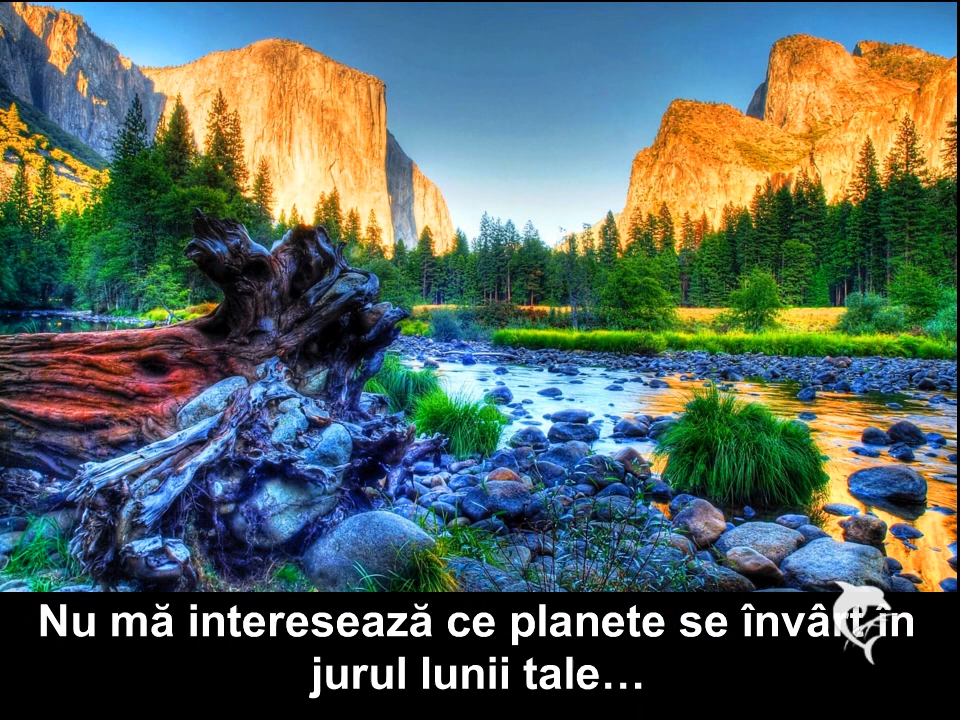 Nu mă interesează ce planete se învârt în
jurul lunii tale…